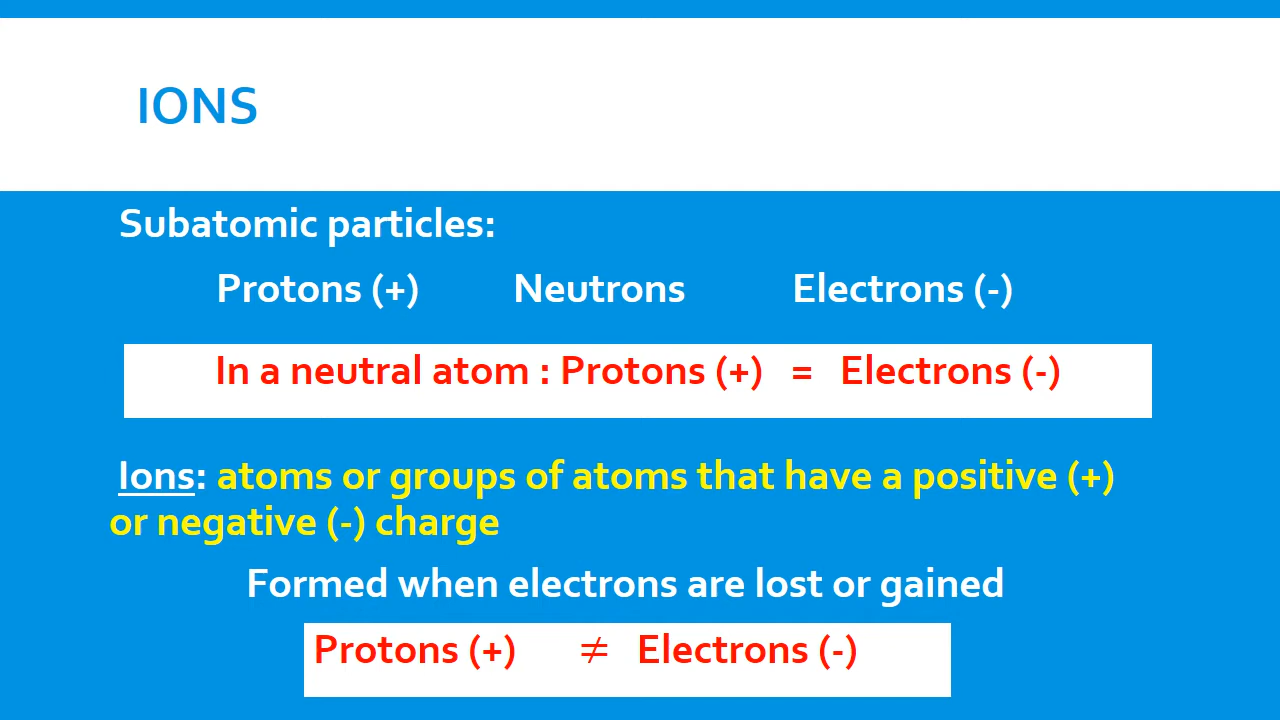 IONS
Subatomic particles:
Protons (+) Neutrons Electrons (-)
In a neutral atom : Protons (+) = Electrons (-)
Ions: atoms or groups of atoms that have a positive (+)
or negative (-) charge
Formed when electrons are lost or gained
Protons (+) ≠ Electrons (-)